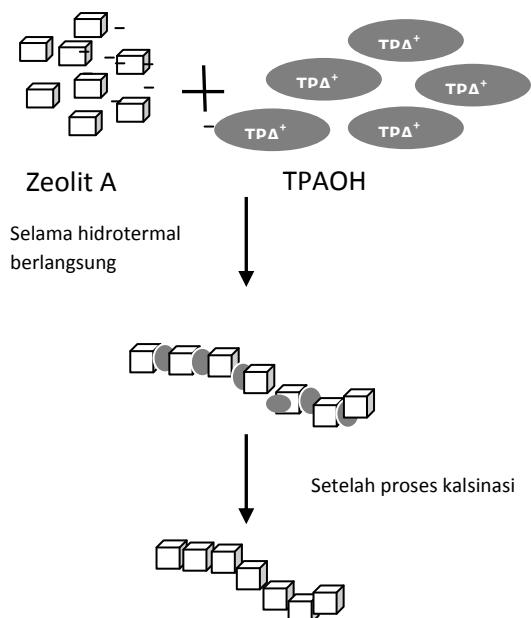 TPA⁺
TPA⁺
TPA⁺
TPA⁺
TPA⁺
Zeolit A
TPAOH
Selama hidrotermal
berlangsung
Setelah proses kalsinasi